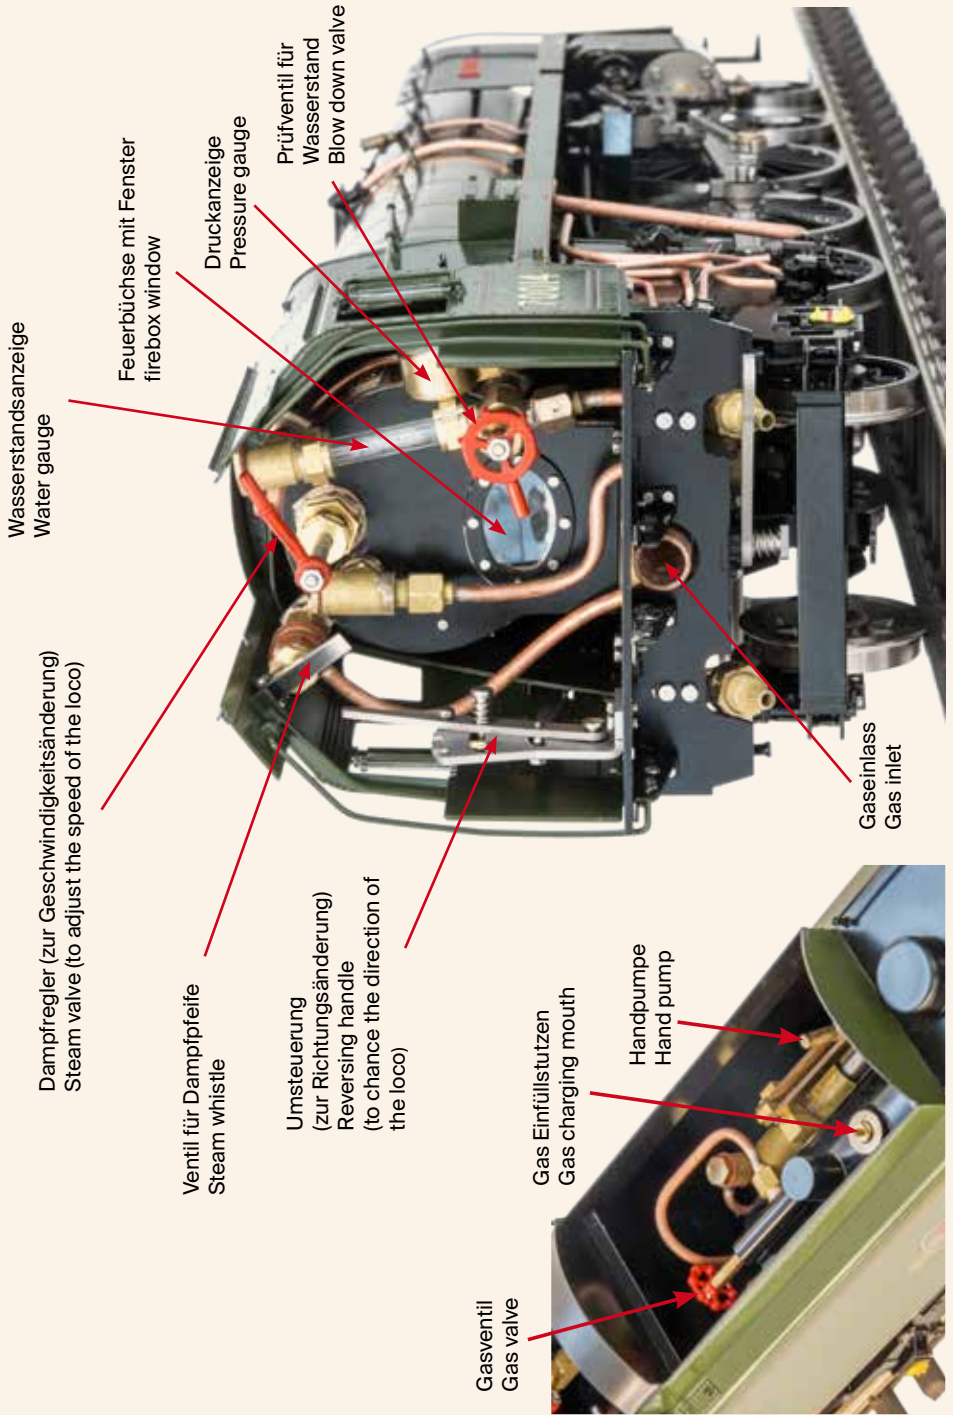 Wasserstandsanzeige
Water gauge
Dampfregler (zur Geschwindigkeitsänderung)
Steam valve (to adjust the speed of the loco)
Feuerbüchse mit Fenster
firebox window
Ventil für Dampfpfeife
Steam whistle
Druckanzeige
Pressure gauge
Prüfventil für
Wasserstand
Blow down valve
Umsteuerung
(zur Richtungsänderung)
Reversing handle
(to chance the direction of
the loco)
Gasventil
Gas valve
Gas Einfüllstutzen
Gas charging mouth
Handpumpe
Hand pump
Gaseinlass
Gas inlet